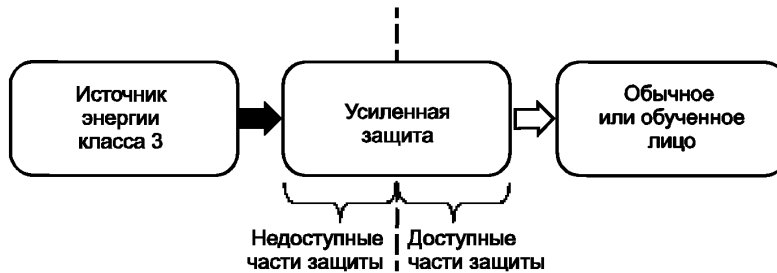 Источник
энергии
класса 3
Усиленная
защита
Обычное
или обученное
лицо
Недоступные
части защиты
Доступные
части защиты